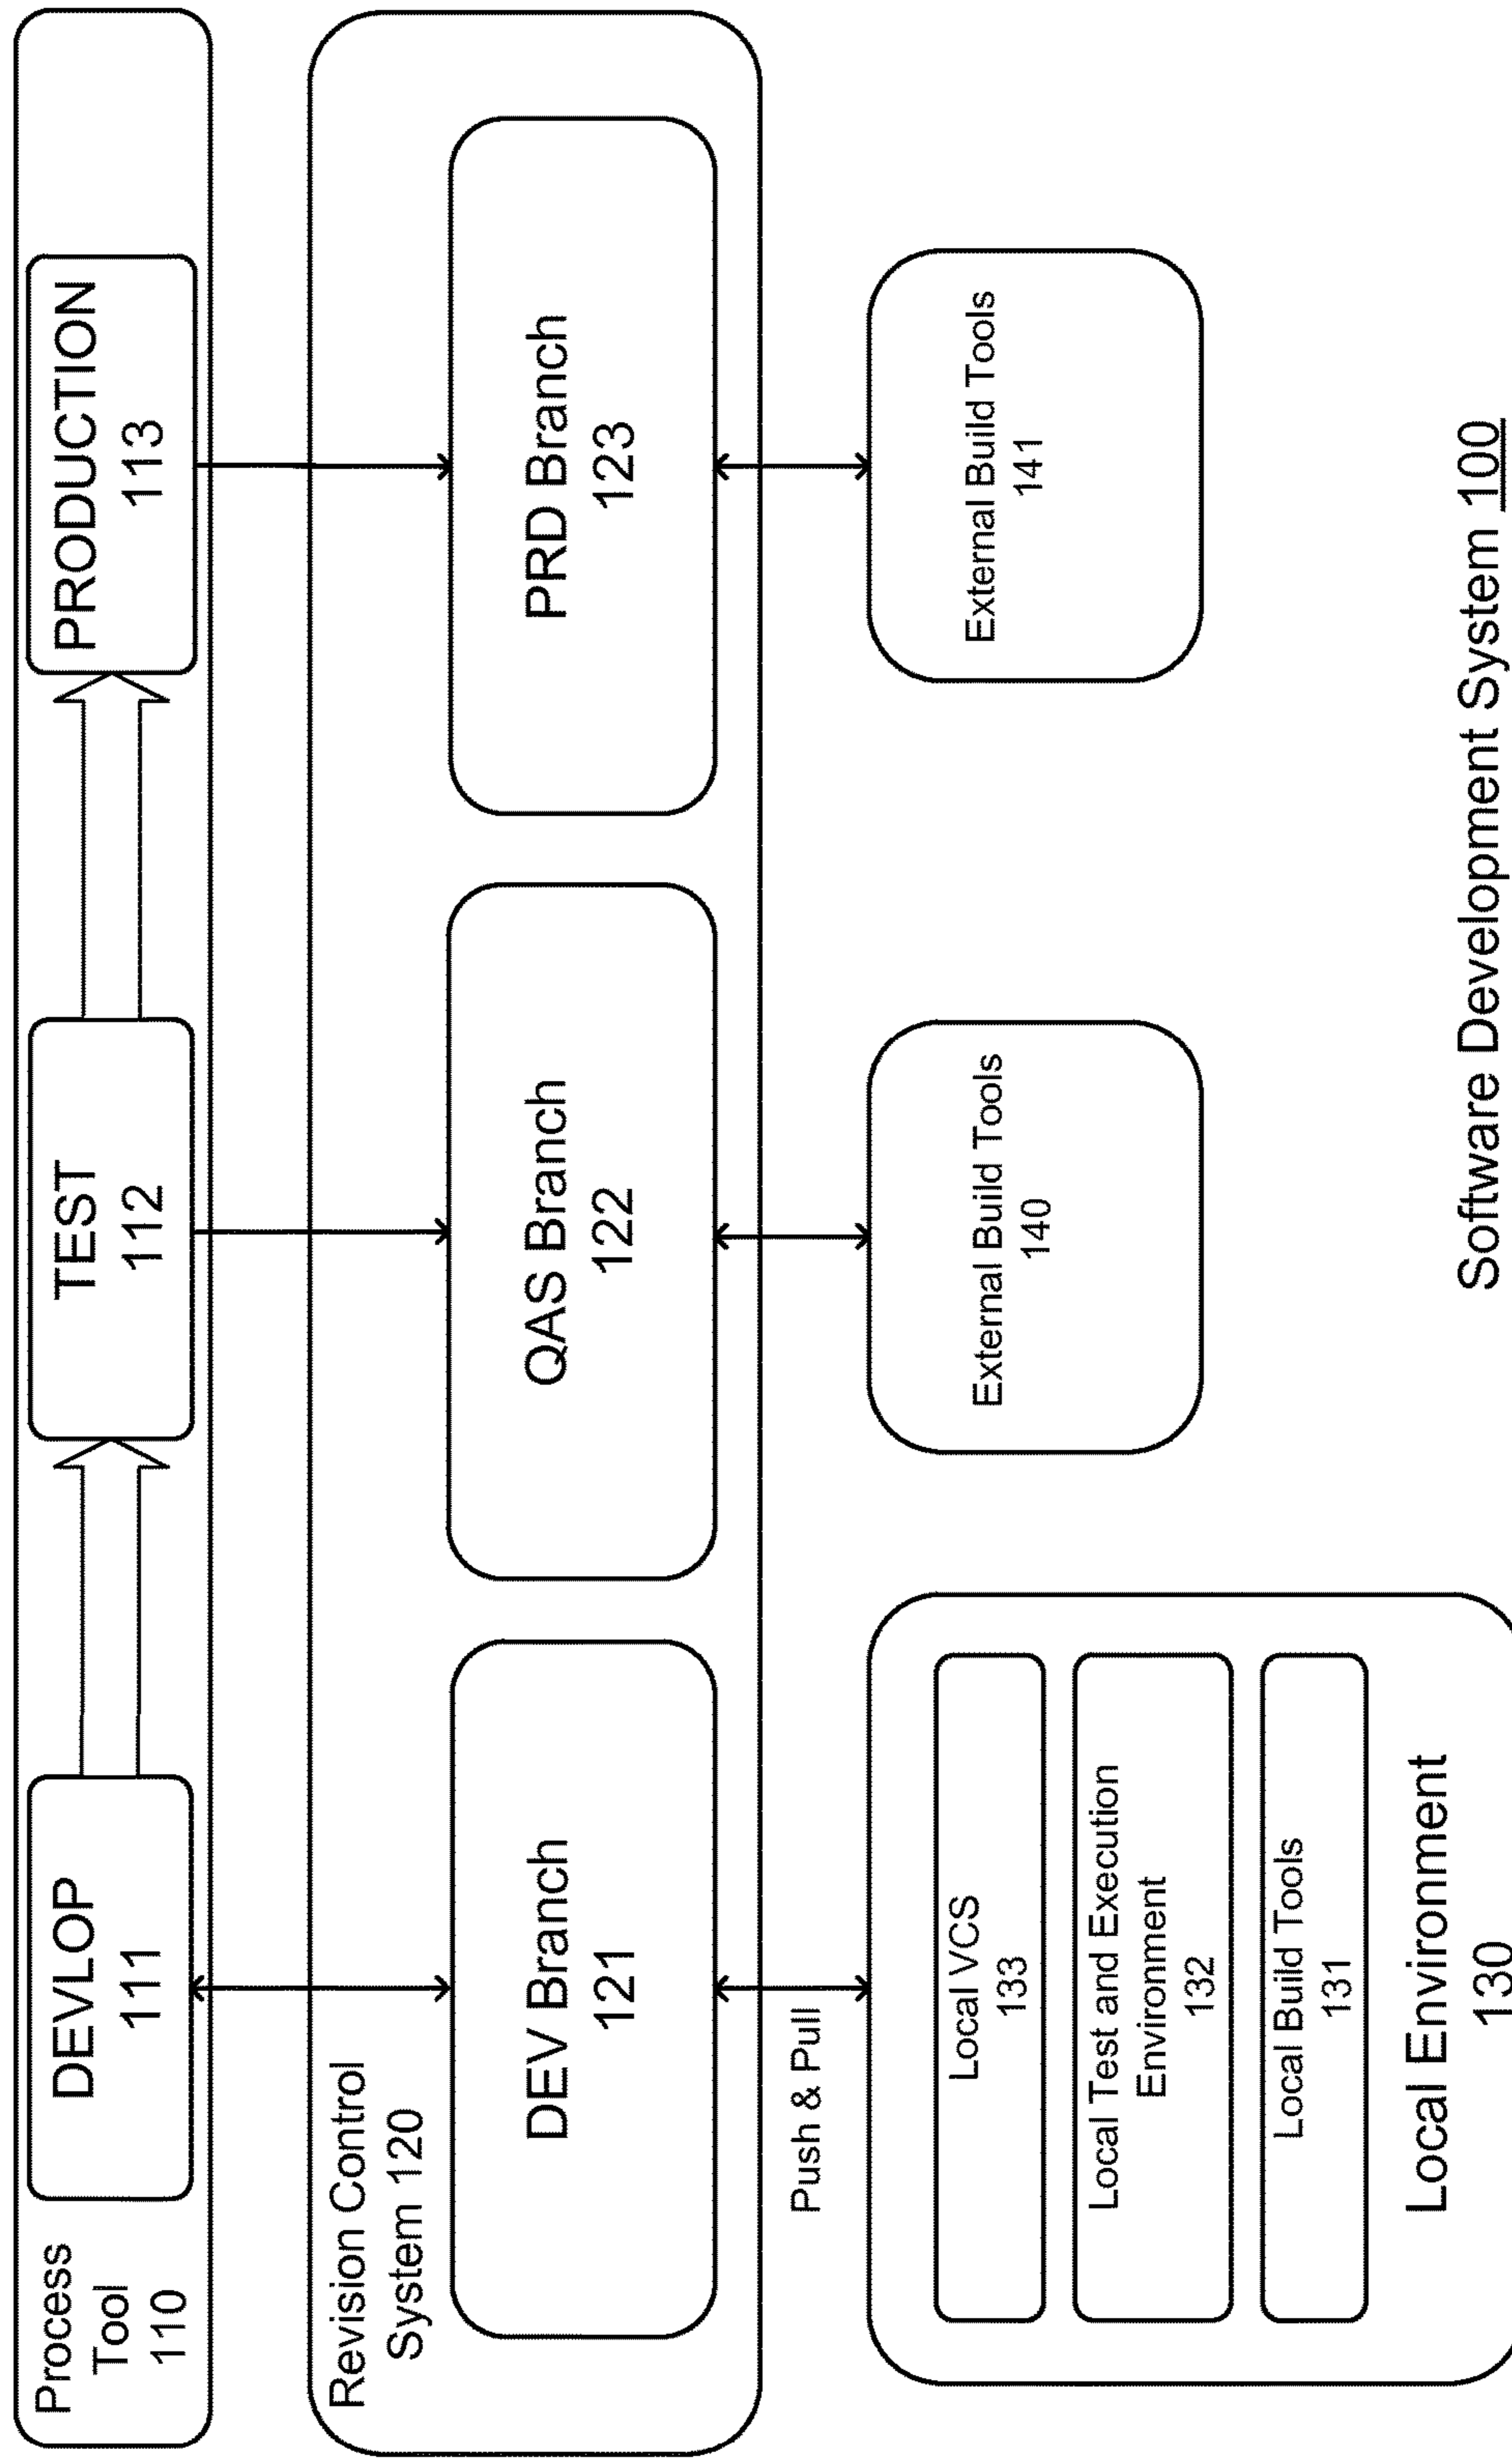 Process
Tool
110
DEVLOP
111
TEST
112
PRODUCTION
113
Revision Control
System 120
DEV Branch
121
QAS Branch
122
PRD Branch
123
Push & Pull
Local VCS
133
Local Test and Execution
Environment
132
Local Build Tools
131
Local Environment
130
External Build Tools
140
External Build Tools
141
Software Development System 100